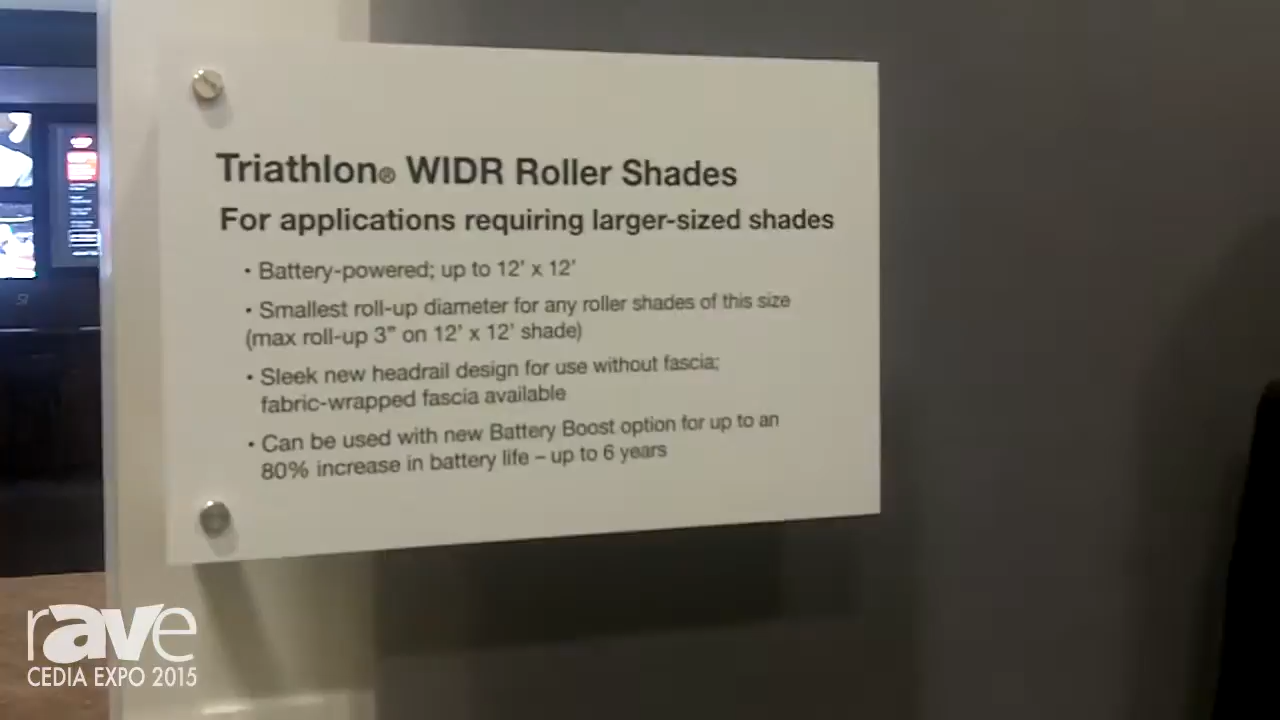 Triathlon® WIDR Roller Shades
For applications requiring larger-sized shades
• Battery-powered; up to 12' x 12'
• Smallest roll-up diameter for any roller shades of this size
(max roll-up 3" on 12' x 12' shade)
• Sleek new headrail design for use without fascia;
fabric-wrapped fascia available
• Can be used with new Battery Boost option for up to an
80% increase in battery life – up to 6 years
rave
CEDIA EXPO 2015